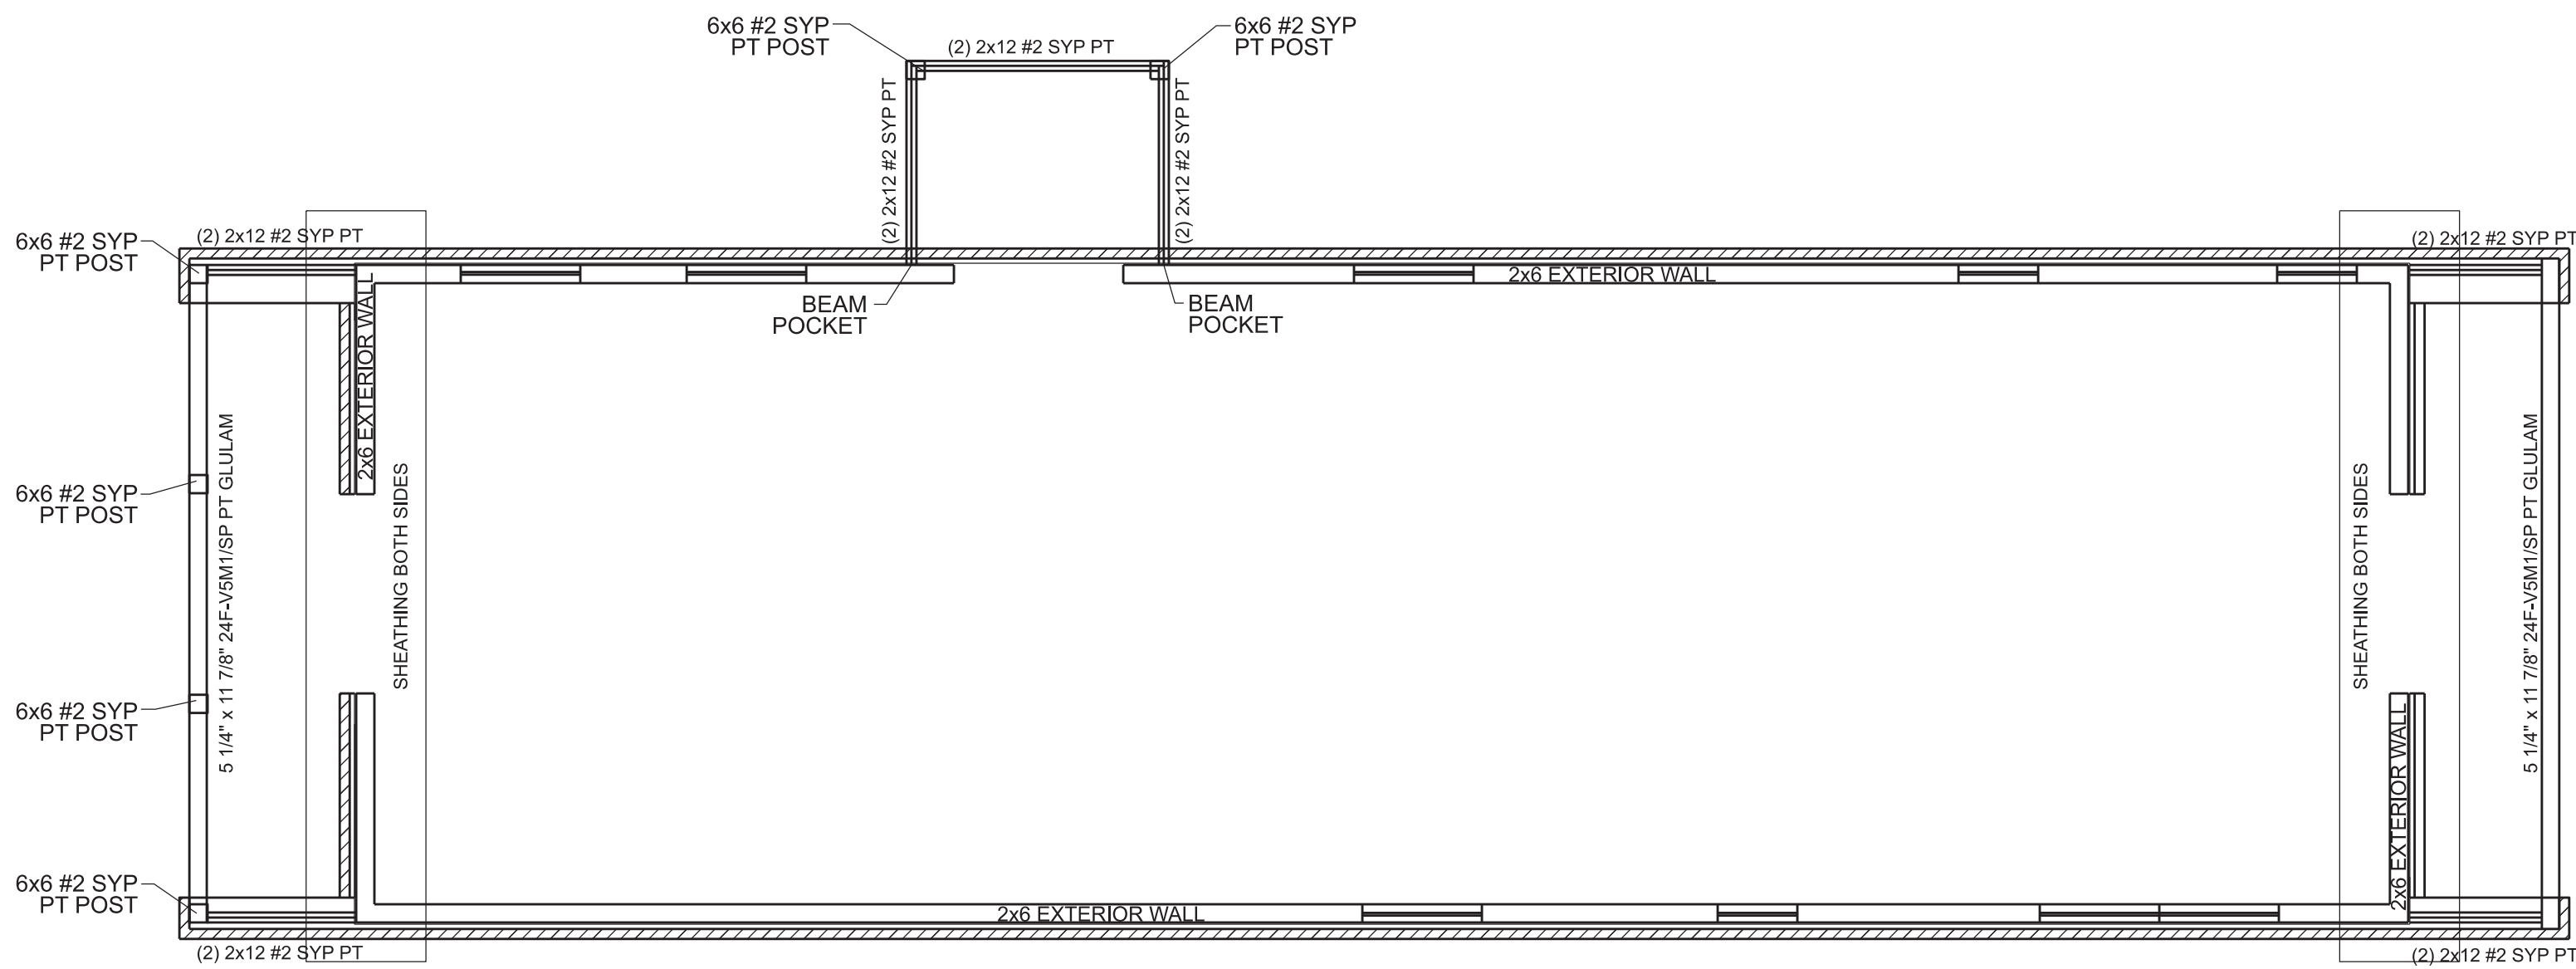 6x6 #2 SYP
PT POST
(2) 2x12 #2 SYP PT
6x6 #2 SYP
PT POST
(2) 2x12 #2 SYP PT
(2) 2x12 #2 SYP PT
6x6 #2 SYP
PT POST
(2) 2x12 #2 SYP PT
(2) 2x12 #2 SYP PT
2x6 EXTERIOR WALL
BEAM
POCKET
BEAM
POCKET
2x6 EXTERIOR WALL
6x6 #2 SYP
PT POST
5 1/4" x 11 7/8" 24F-V5M1/SP PT GLULAM
SHEATHING BOTH SIDES
SHEATHING BOTH SIDES
5 1/4" x 11 7/8" 24F-V5M1/SP PT GLULAM
6x6 #2 SYP
PT POST
2x6 EXTERIOR WALL
6x6 #2 SYP
PT POST
2x6 EXTERIOR WALL
(2) 2x12 #2 SYP PT
(2) 2x12 #2 SYP PT